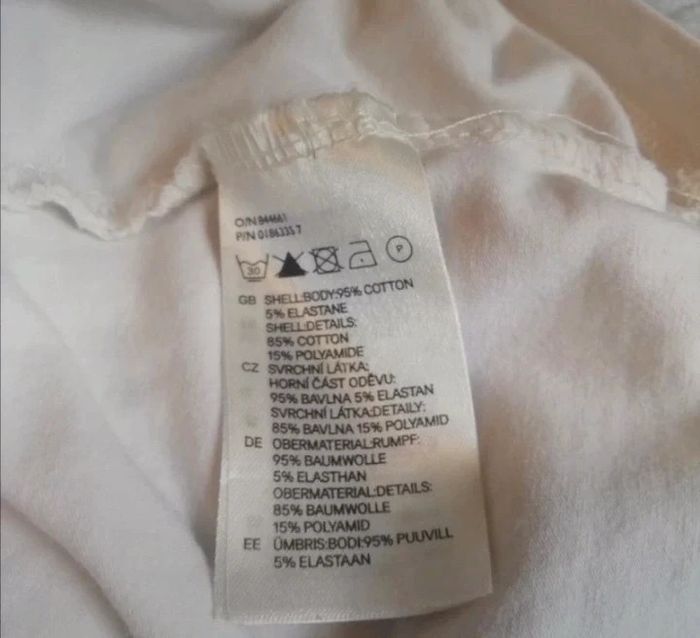 O/N 944661
P/N 0186335 7
30 P
GB SHELL:BODY:95% COTTON
5% ELASTANE
SHELL:DETAILS:
85% COTTON
15% POLYAMIDE
CZ SVRCHNÍ LÁTKA:
HORNÍ ČÁST ODĚVU:
95% BAVLNA 5% ELASTAN
SVRCHNÍ LÁTKA:DETAILY:
85% BAVLNA 15% POLYAMID
DE OBERMATERIAL:RUMPF:
95% BAUMWOLLE
5% ELASTHAN
OBERMATERIAL:DETAILS:
85% BAUMWOLLE
15% POLYAMID
EE ÜMBRIS:BODI:95% PUUVILL
5% ELASTAAN